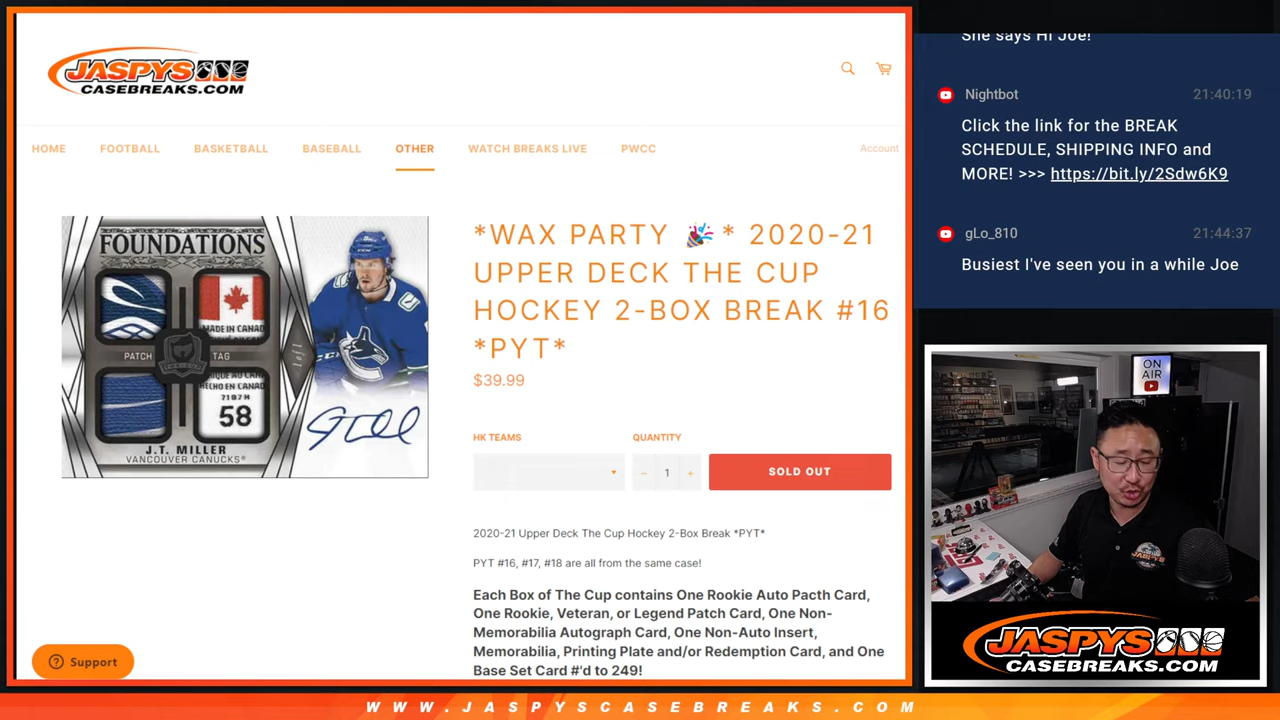 JASPYS
CASEBREAKS.COM
HOME
FOOTBALL
BASKETBALL
BASEBALL
OTHER
WATCH BREAKS LIVE
PWCC
Account
FOUNDATIONS
MADE IN CANAD
PATCH
TAG
HECHO EN CANAD
58
J.T. MILLER
VANCOUVER CANUCKS
*WAX PARTY 🎉* 2020-21
UPPER DECK THE CUP
HOCKEY 2-BOX BREAK #16
*PYT*
$39.99
HK TEAMS
QUANTITY
− 1 +
SOLD OUT
2020-21 Upper Deck The Cup Hockey 2-Box Break *PYT*
PYT #16, #17, #18 are all from the same case!
Each Box of The Cup contains One Rookie Auto Pacth Card,
One Rookie, Veteran, or Legend Patch Card, One Non-
Memorabilia Autograph Card, One Non-Auto Insert,
Memorabilia, Printing Plate and/or Redemption Card, and One
Base Set Card #'d to 249!
Support
She says Hi Joe!
Nightbot
21:40:19
Click the link for the BREAK
SCHEDULE, SHIPPING INFO and
MORE! >>> https://bit.ly/2Sdw6K9
gLo_810
21:44:37
Busiest I've seen you in a while Joe
ON
AIR
JASPYS
CASEBREAKS.COM
WWW.JASPYSCASEBREAKS.COM